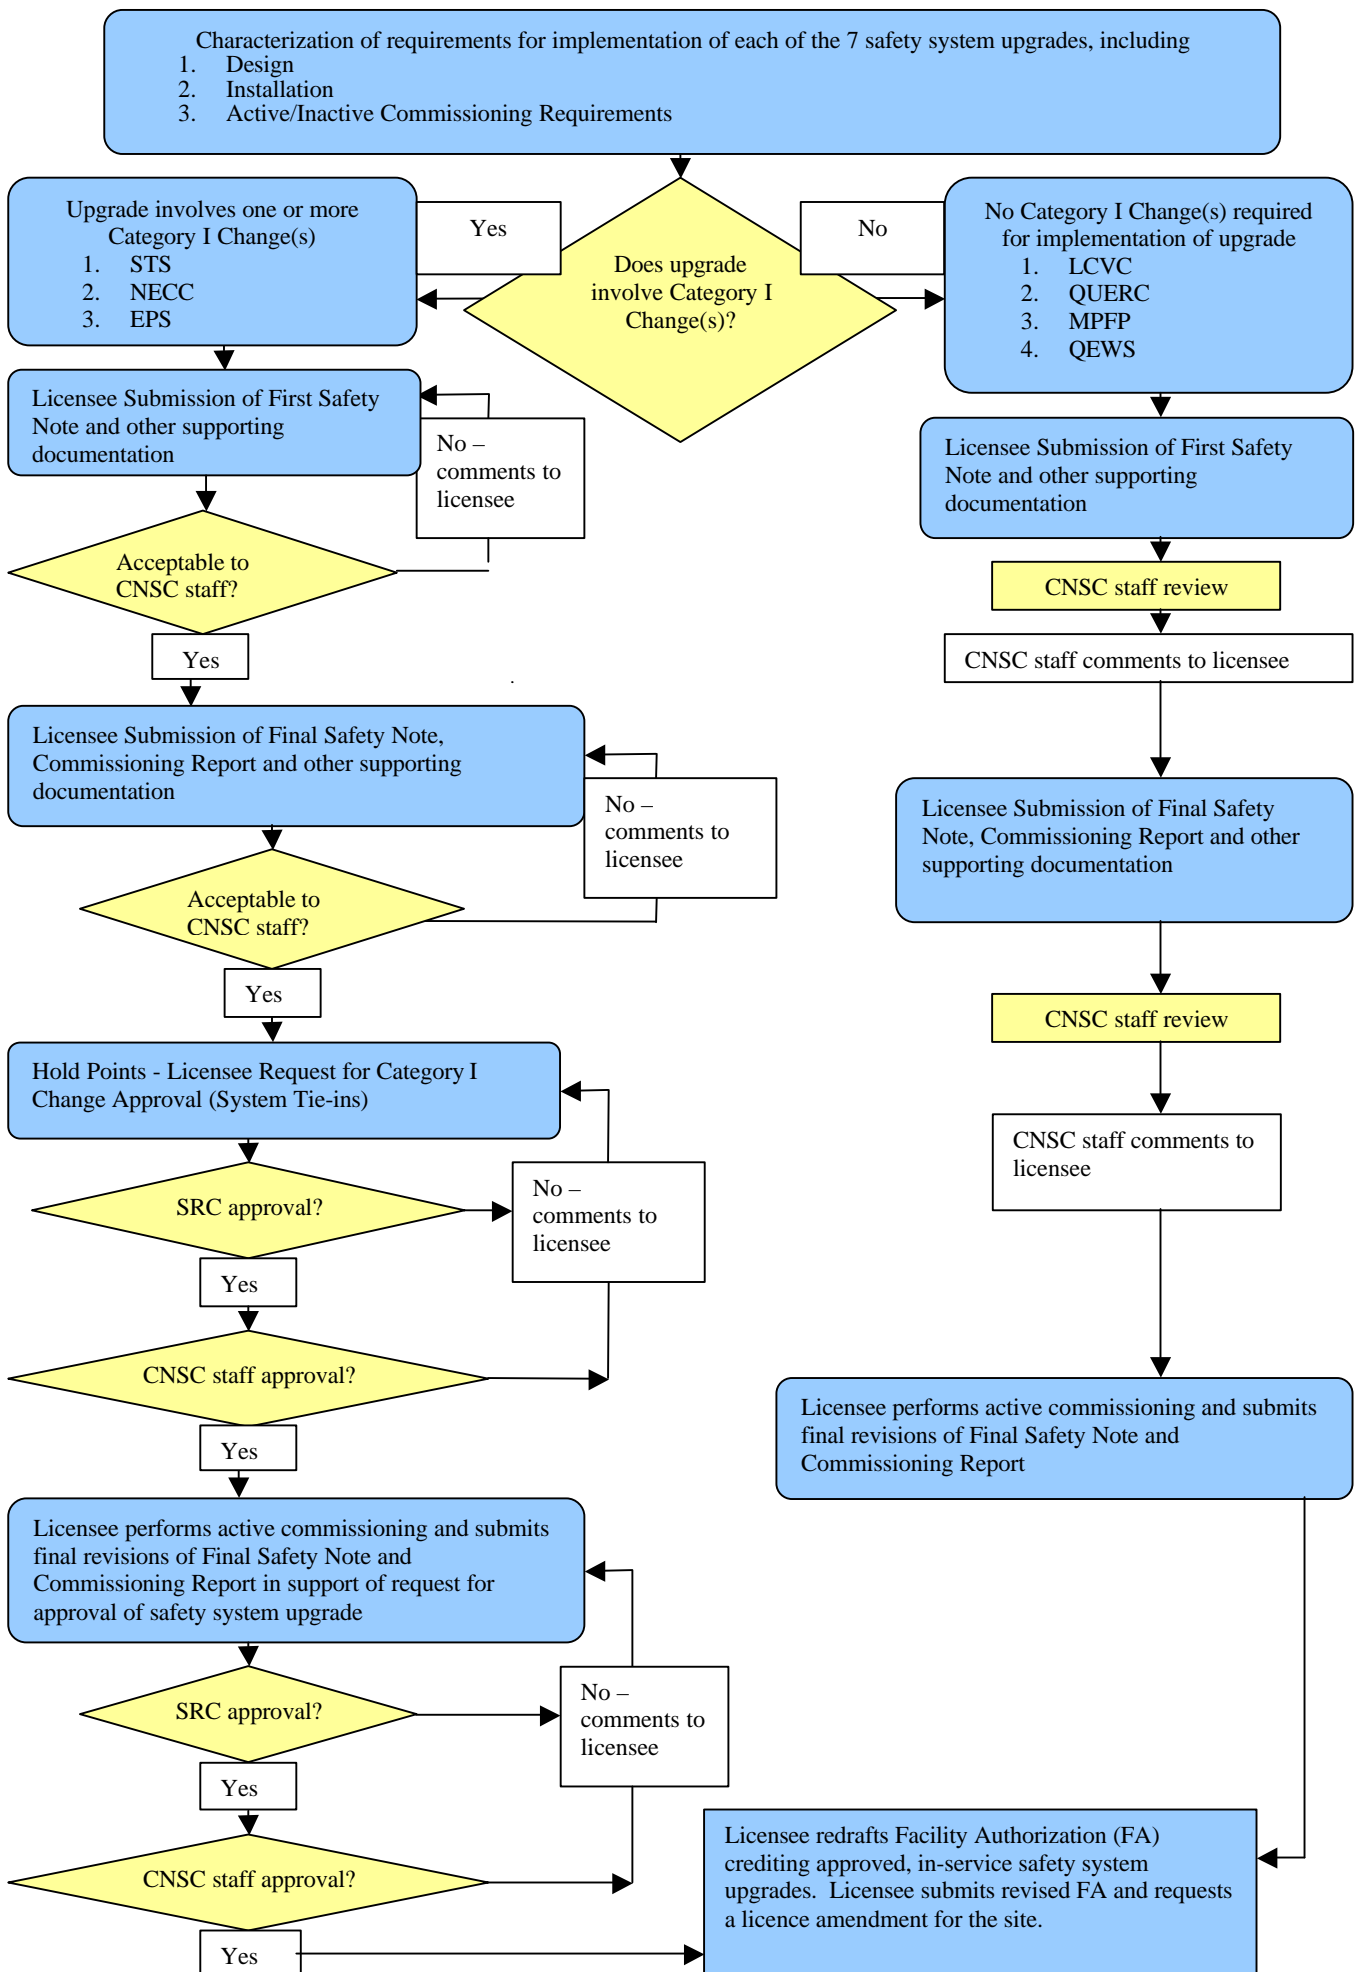 Characterization of requirements for implementation of each of the 7 safety system upgrades, including
1. Design
2. Installation
3. Active/Inactive Commissioning Requirements
Upgrade involves one or more
Category I Change(s)
1. STS
2. NECC
3. EPS
Yes
Does upgrade
involve Category I
Change(s)?
No
No Category I Change(s) required
for implementation of upgrade
1. LCVC
2. QUERC
3. MPFP
4. QEWS
Licensee Submission of First Safety
Note and other supporting
documentation
No –
comments to
licensee
Acceptable to
CNSC staff?
Yes
Licensee Submission of Final Safety Note,
Commissioning Report and other supporting
documentation
No –
comments to
licensee
Acceptable to
CNSC staff?
Yes
Hold Points - Licensee Request for Category I
Change Approval (System Tie-ins)
SRC approval?
No –
comments to
licensee
Yes
CNSC staff approval?
Yes
Licensee performs active commissioning and submits
final revisions of Final Safety Note and
Commissioning Report in support of request for
approval of safety system upgrade
SRC approval?
No –
comments to
licensee
Yes
CNSC staff approval?
Yes
Licensee Submission of First Safety
Note and other supporting
documentation
CNSC staff review
CNSC staff comments to licensee
Licensee Submission of Final Safety
Note, Commissioning Report and other
supporting documentation
CNSC staff review
CNSC staff comments to
licensee
Licensee performs active commissioning and submits
final revisions of Final Safety Note and
Commissioning Report
Licensee redrafts Facility Authorization (FA)
crediting approved, in-service safety system
upgrades. Licensee submits revised FA and requests
a licence amendment for the site.